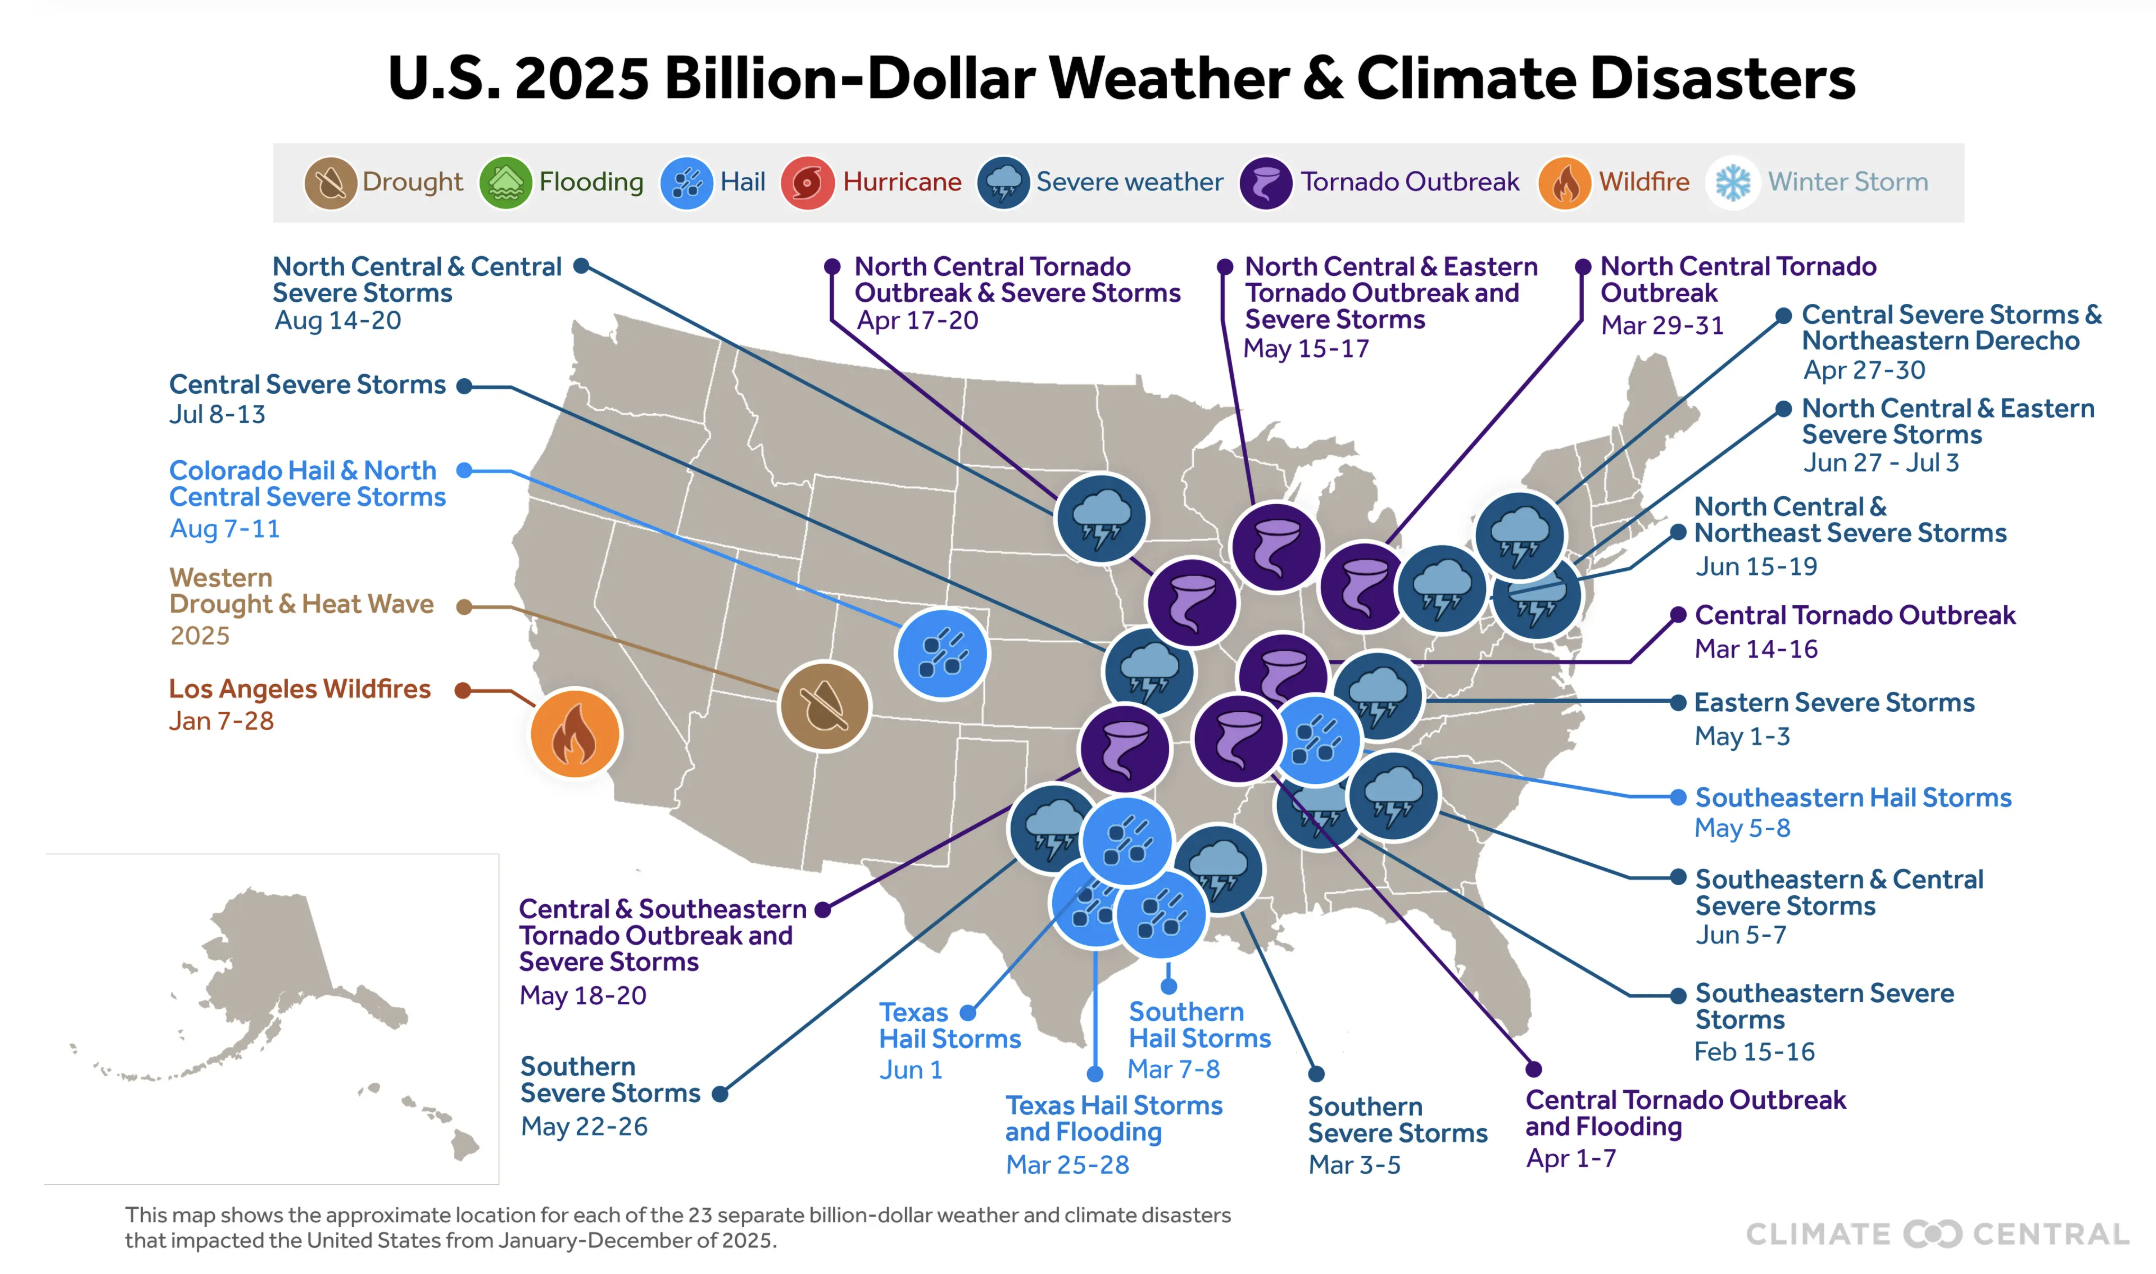 U.S. 2025 Billion-Dollar Weather & Climate Disasters
Drought
Flooding
Hail
Hurricane
Severe weather
Tornado Outbreak
Wildfire
Winter Storm
North Central & Central
Severe Storms
Aug 14-20
North Central Tornado
Outbreak & Severe Storms
Apr 17-20
North Central & Eastern
Tornado Outbreak and
Severe Storms
May 15-17
North Central Tornado
Outbreak
Mar 29-31
Central Severe Storms &
Northeastern Derecho
Apr 27-30
Central Severe Storms
Jul 8-13
North Central & Eastern
Severe Storms
Jun 27 - Jul 3
Colorado Hail & North
Central Severe Storms
Aug 7-11
North Central &
Northeast Severe Storms
Jun 15-19
Western
Drought & Heat Wave
2025
Central Tornado Outbreak
Mar 14-16
Los Angeles Wildfires
Jan 7-28
Eastern Severe Storms
May 1-3
Southeastern Hail Storms
May 5-8
Southeastern & Central
Severe Storms
Jun 5-7
Central & Southeastern
Tornado Outbreak and
Severe Storms
May 18-20
Southeastern Severe
Storms
Feb 15-16
Texas
Hail Storms
Jun 1
Southern
Hail Storms
Mar 7-8
Southern
Severe Storms
May 22-26
Texas Hail Storms
and Flooding
Mar 25-28
Southern
Severe Storms
Mar 3-5
Central Tornado Outbreak
and Flooding
Apr 1-7
This map shows the approximate location for each of the 23 separate billion-dollar weather and climate disasters
that impacted the United States from January-December of 2025.
CLIMATE CENTRAL